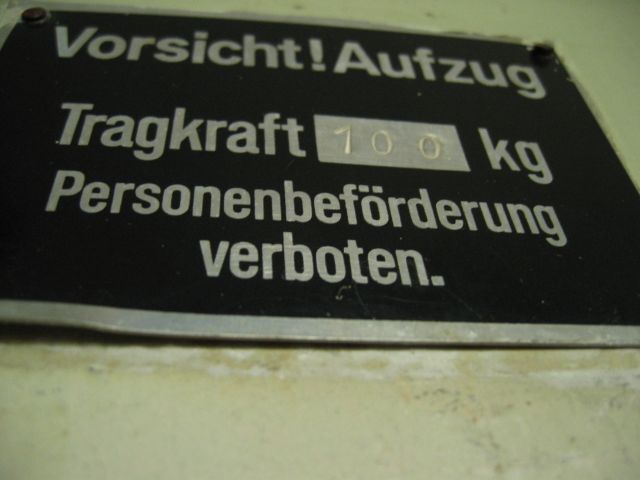 Vorsicht! Aufzug
Tragkraft 100 kg
Personenbeförderung
verboten.